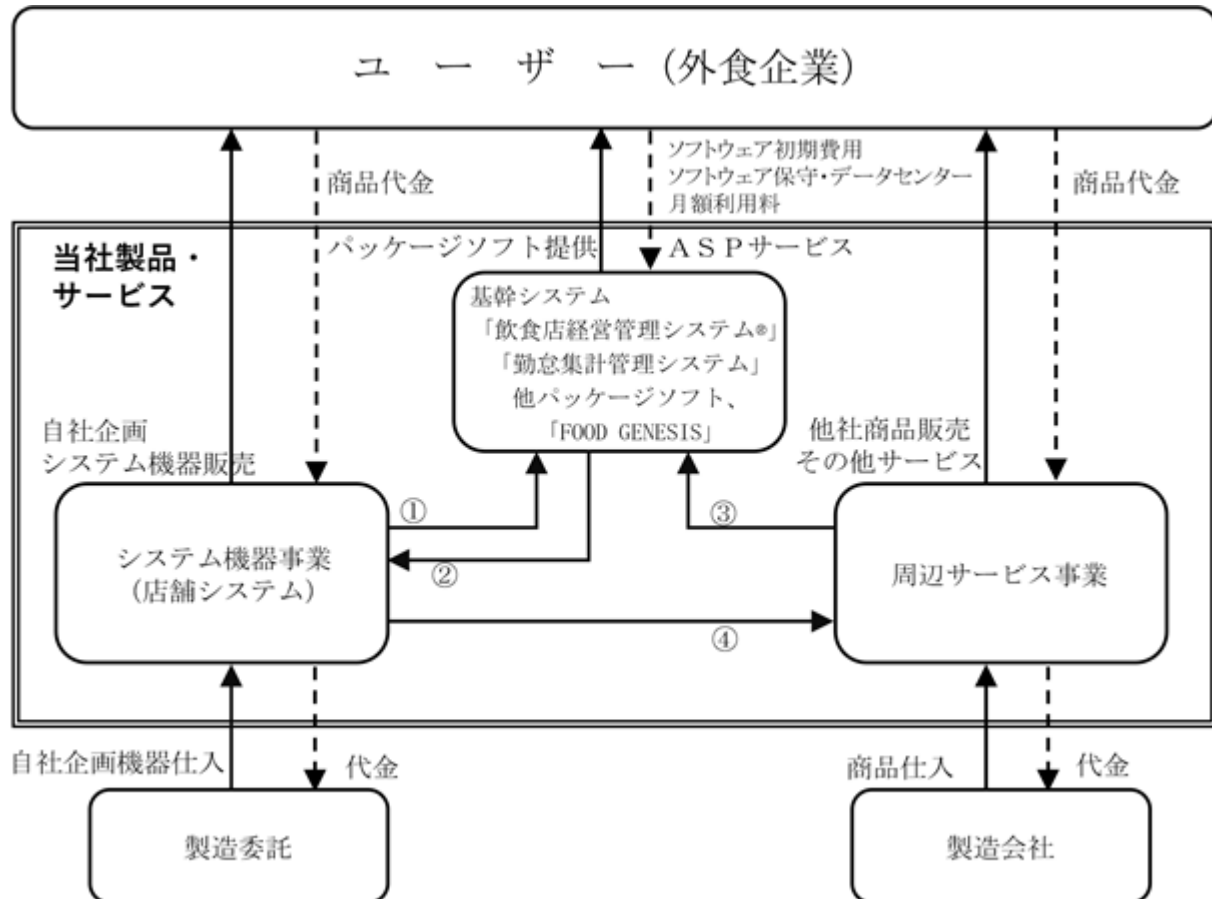 ユ ー ザ ー (外食企業)
商品代金
ソフトウェア初期費用
ソフトウェア保守・データセンター
月額利用料
商品代金
当社製品・
サービス
パッケージソフト提供
ASPサービス
基幹システム
「飲食店経営管理システム®」
「勤怠集計管理システム」
他パッケージソフト、
「FOOD GENESIS」
自社企画
システム機器販売
他社商品販売
その他サービス
①
③
システム機器事業
(店舗システム)
②
周辺サービス事業
④
自社企画機器仕入
代金
商品仕入
代金
製造委託
製造会社